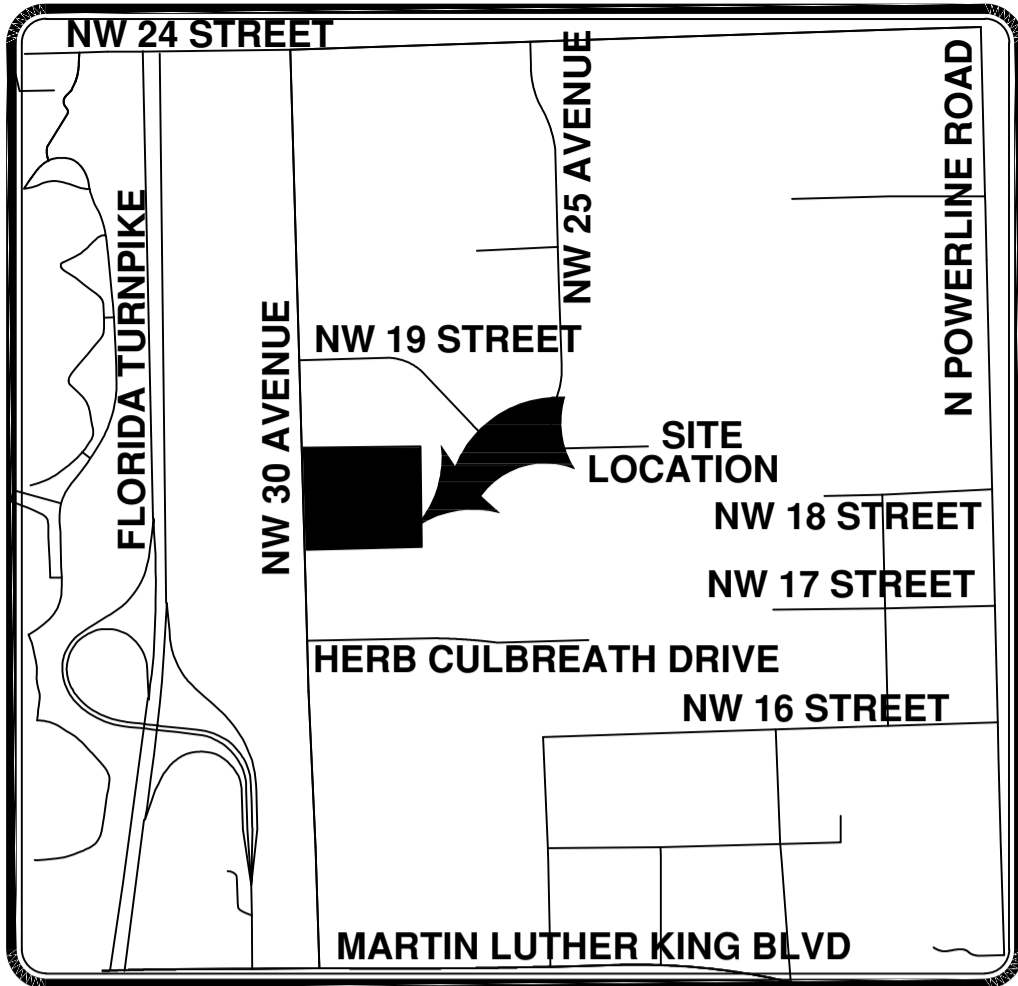 NW 24 STREET
NW 25 AVENUE
N POWERLINE ROAD
FLORIDA TURNPIKE
NW 30 AVENUE
NW 19 STREET
SITE
LOCATION
NW 18 STREET
NW 17 STREET
HERB CULBREATH DRIVE
NW 16 STREET
MARTIN LUTHER KING BLVD